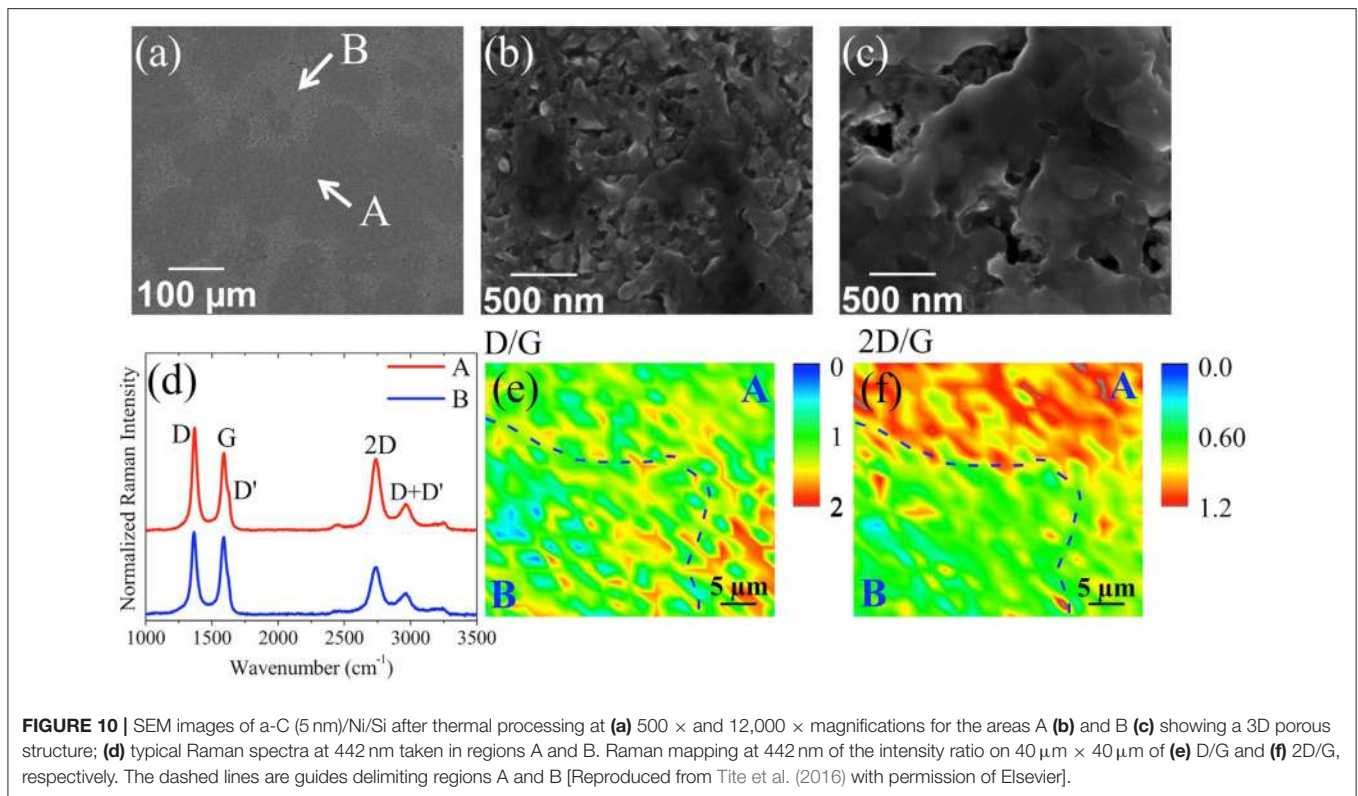 (a)
B
A
100 µm
(b)
500 nm
(c)
500 nm
(d)
A
B
D
G
D'
2D
D+D'
Normalized Raman Intensity
1000 1500 2000 2500 3000 3500
Wavenumber (cm-1)
D/G
(e)
A
B
5 µm
0
1
2
2D/G
(f)
A
B
5 µm
0.0
0.60
1.2
FIGURE 10 | SEM images of a-C (5 nm)/Ni/Si after thermal processing at (a) 500 × and 12,000 × magnifications for the areas A (b) and B (c) showing a 3D porous
structure; (d) typical Raman spectra at 442 nm taken in regions A and B. Raman mapping at 442 nm of the intensity ratio on 40 µm × 40 µm of (e) D/G and (f) 2D/G,
respectively. The dashed lines are guides delimiting regions A and B [Reproduced from Tite et al. (2016) with permission of Elsevier].